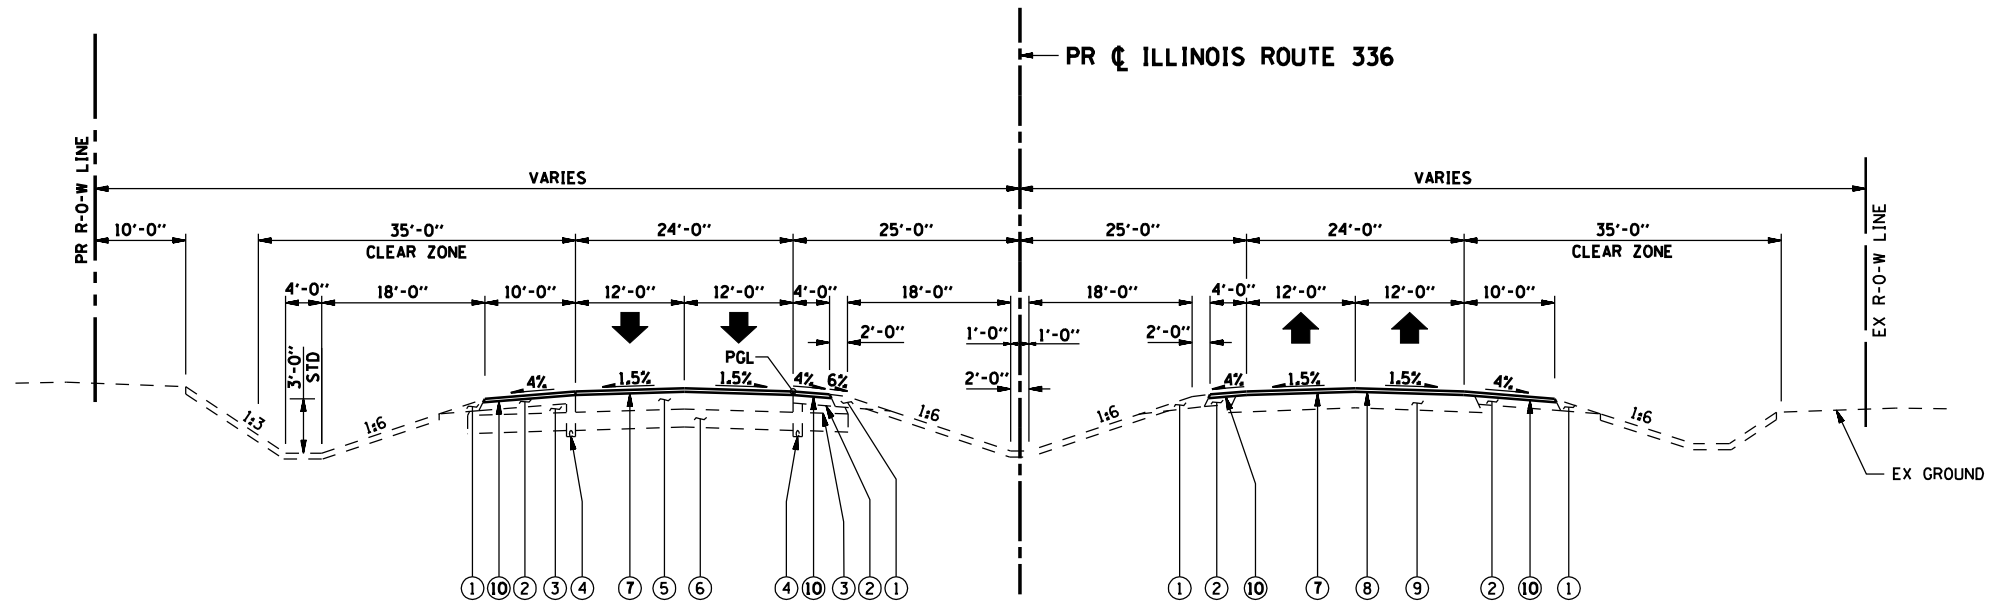 PR ℄ ILLINOIS ROUTE 336
PR R-O-W LINE
EX R-O-W LINE
VARIES VARIES
10'-0" 35'-0" 24'-0" 25'-0" 25'-0" 24'-0" 35'-0"
CLEAR ZONE CLEAR ZONE
4'-0" 18'-0" 10'-0" 12'-0" 12'-0" 4'-0" 18'-0" 18'-0" 4'-0" 12'-0" 12'-0" 10'-0"
2'-0" 1'-0" 1'-0" 2'-0"
3'-0"
STD
PGL
2'-0"
4% 1.5% 1.5% 4% 6% 4% 1.5% 1.5% 4%
1:3 1:6 1:6 1:6 1:6
EX GROUND
1 10 2 3 4 7 5 6 4 10 3 2 1 1 2 10 7 8 9 2 10 1